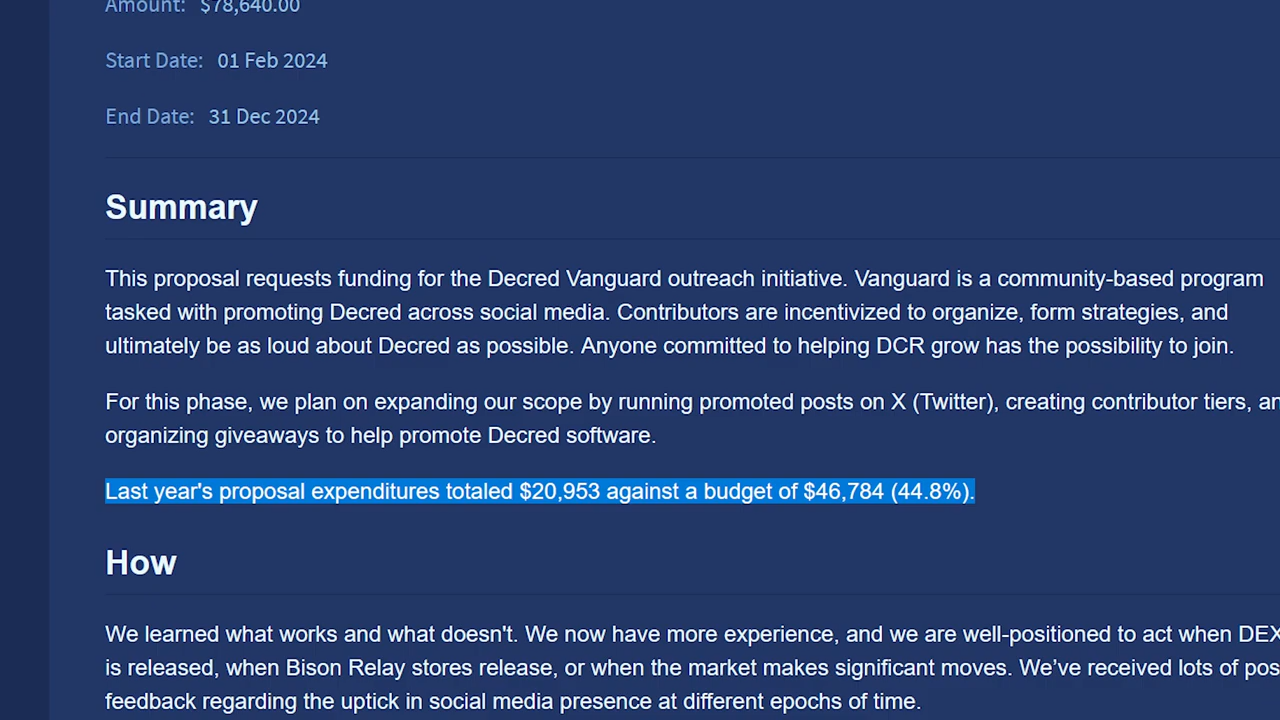 Amount: $78,640.00
Start Date: 01 Feb 2024
End Date: 31 Dec 2024
Summary
This proposal requests funding for the Decred Vanguard outreach initiative. Vanguard is a community-based program
tasked with promoting Decred across social media. Contributors are incentivized to organize, form strategies, and
ultimately be as loud about Decred as possible. Anyone committed to helping DCR grow has the possibility to join.
For this phase, we plan on expanding our scope by running promoted posts on X (Twitter), creating contributor tiers,
organizing giveaways to help promote Decred software.
Last year's proposal expenditures totaled $20,953 against a budget of $46,784 (44.8%).
How
We learned what works and what doesn't. We now have more experience, and we are well-positioned to act when DEX
is released, when Bison Relay stores release, or when the market makes significant moves. We’ve received lots of
feedback regarding the uptick in social media presence at different epochs of time.